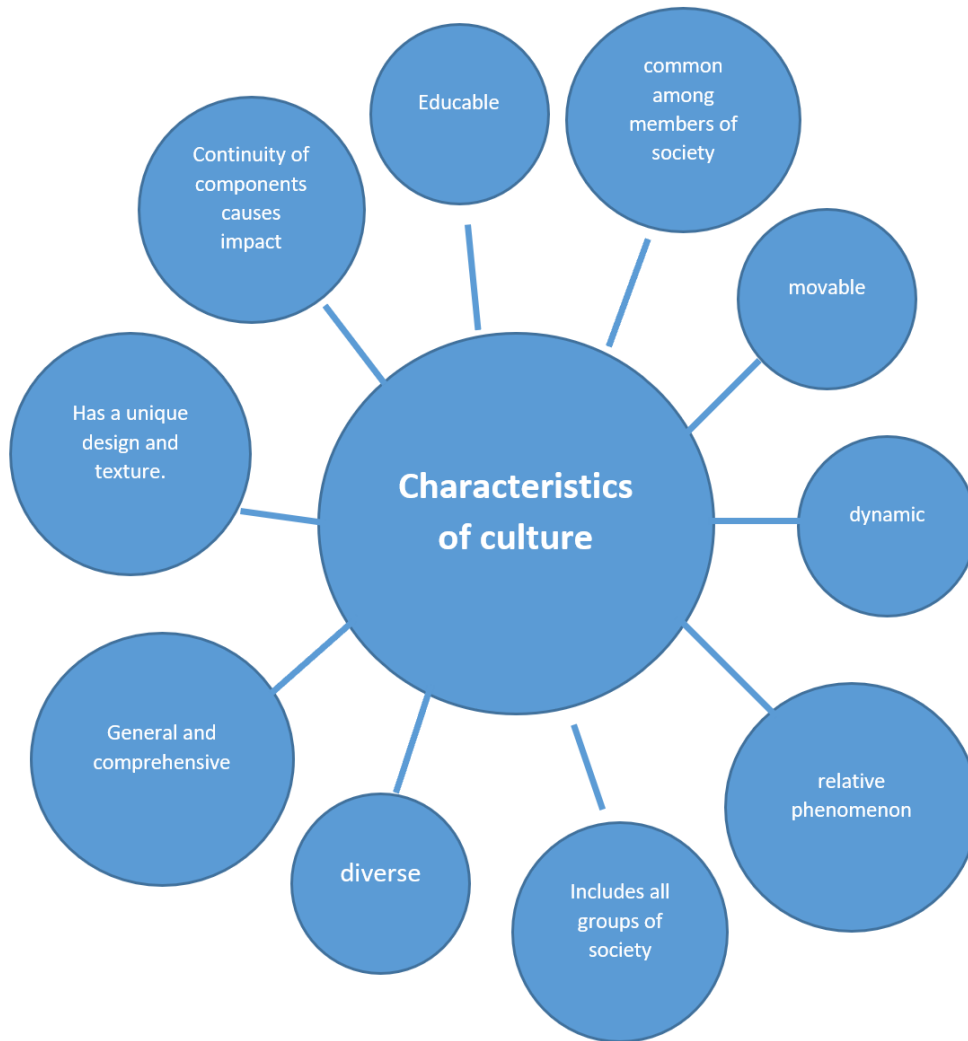 Characteristics
of culture
Educable
common
among
members of
society
movable
dynamic
relative
phenomenon
Includes all
groups of
society
diverse
General and
comprehensive
Has a unique
design and
texture.
Continuity of
components
causes
impact